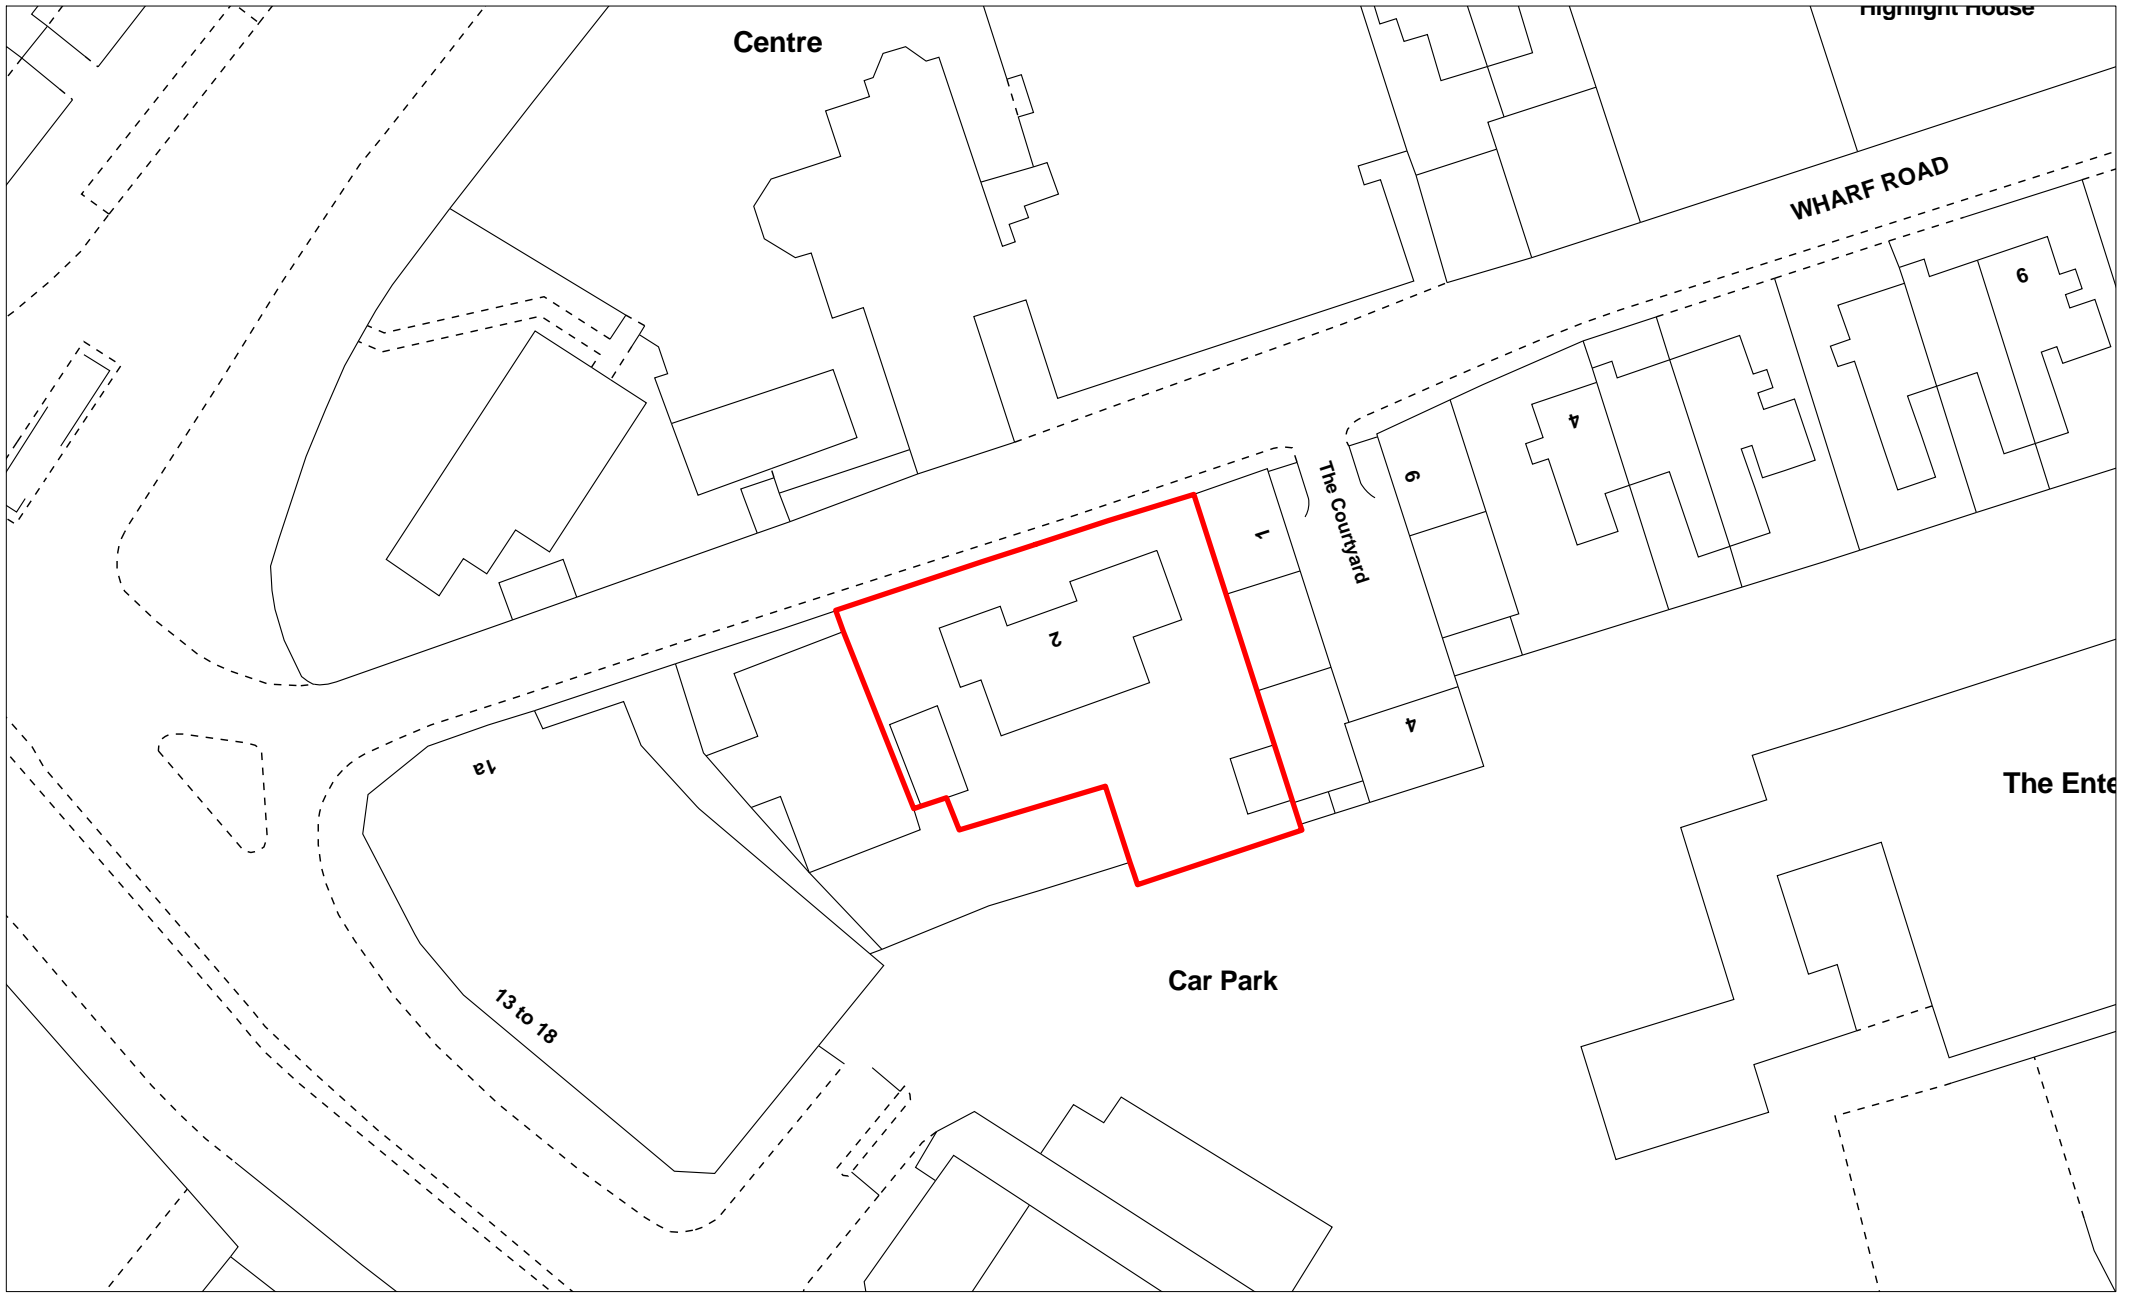 Highlight House
Centre
WHARF ROAD
6
4
6
The Courtyard
1
2
4
1a
The Ente
Car Park
13 to 18